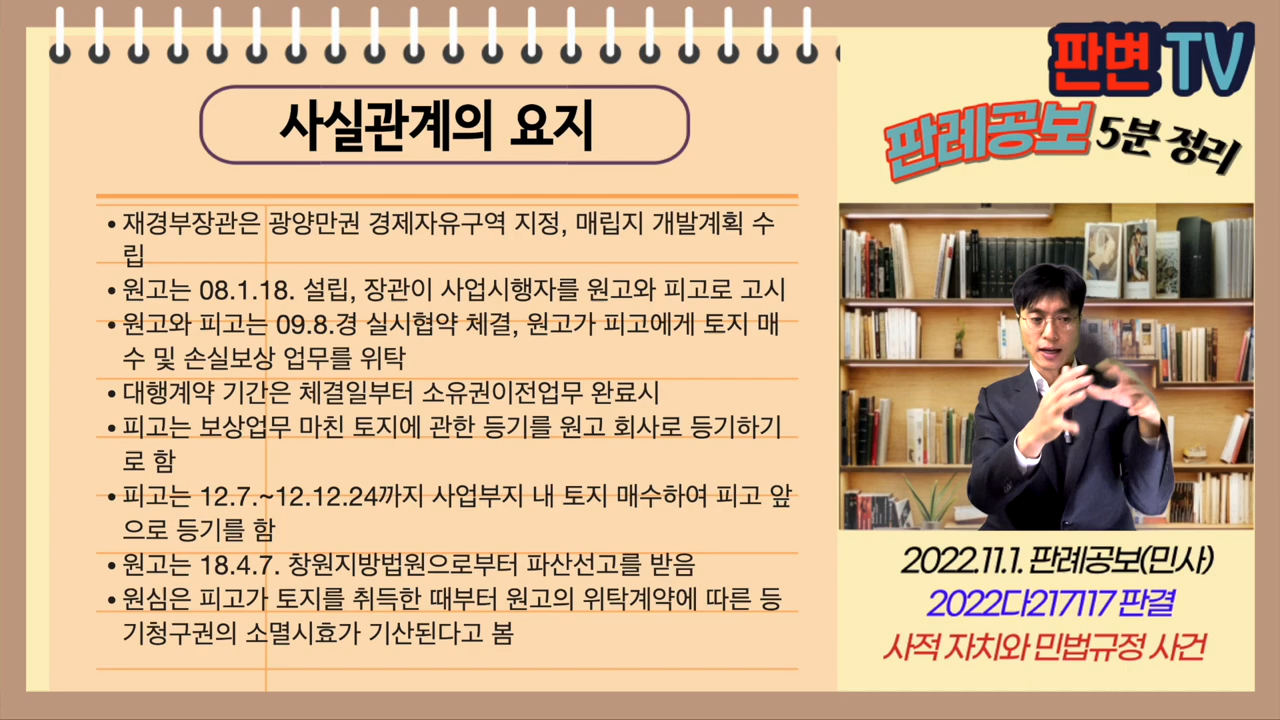 판변 TV
판례공보 5분 정리
사실관계의 요지
• 재경부장관은 광양만권 경제자유구역 지정, 매립지 개발계획 수
립
• 원고는 08.1.18. 설립, 장관이 사업시행자를 원고와 피고로 고시
• 원고와 피고는 09.8.경 실시협약 체결, 원고가 피고에게 토지 매
수 및 손실보상 업무를 위탁
• 대행계약 기간은 체결일부터 소유권이전업무 완료시
• 피고는 보상업무 마친 토지에 관한 등기를 원고 회사로 등기하기
로 함
• 피고는 12.7.~12.12.24까지 사업부지 내 토지 매수하여 피고 앞
으로 등기를 함
• 원고는 18.4.7. 창원지방법원으로부터 파산선고를 받음
• 원심은 피고가 토지를 취득한 때부터 원고의 위탁계약에 따른 등
기청구권의 소멸시효가 기산된다고 봄
2022.11.1. 판례공보(민사)
2022다217117 판결
사적 자치와 민법규정 사건